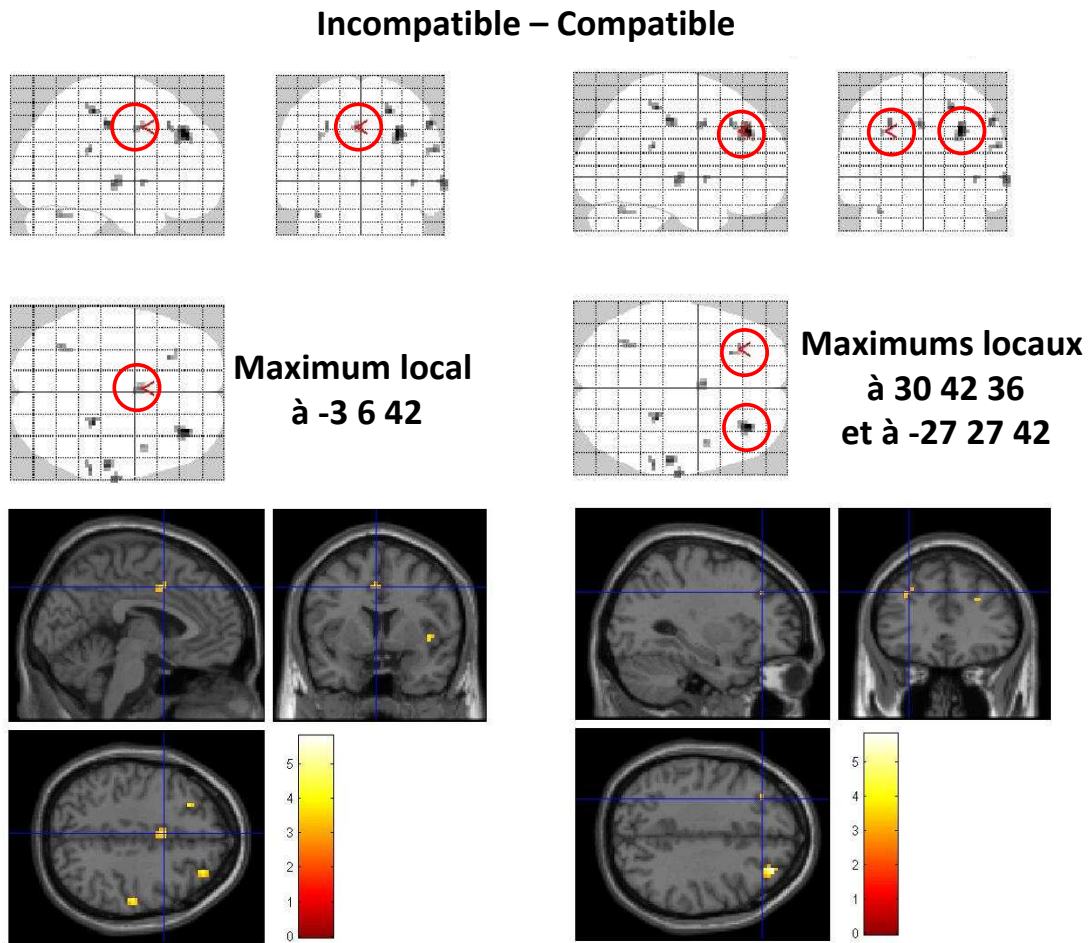 Incompatible – Compatible
Maximum local
à -3 6 42
Maximums locaux
à 30 42 36
et à -27 27 42
5
4
3
2
1
0
5
4
3
2
1
0